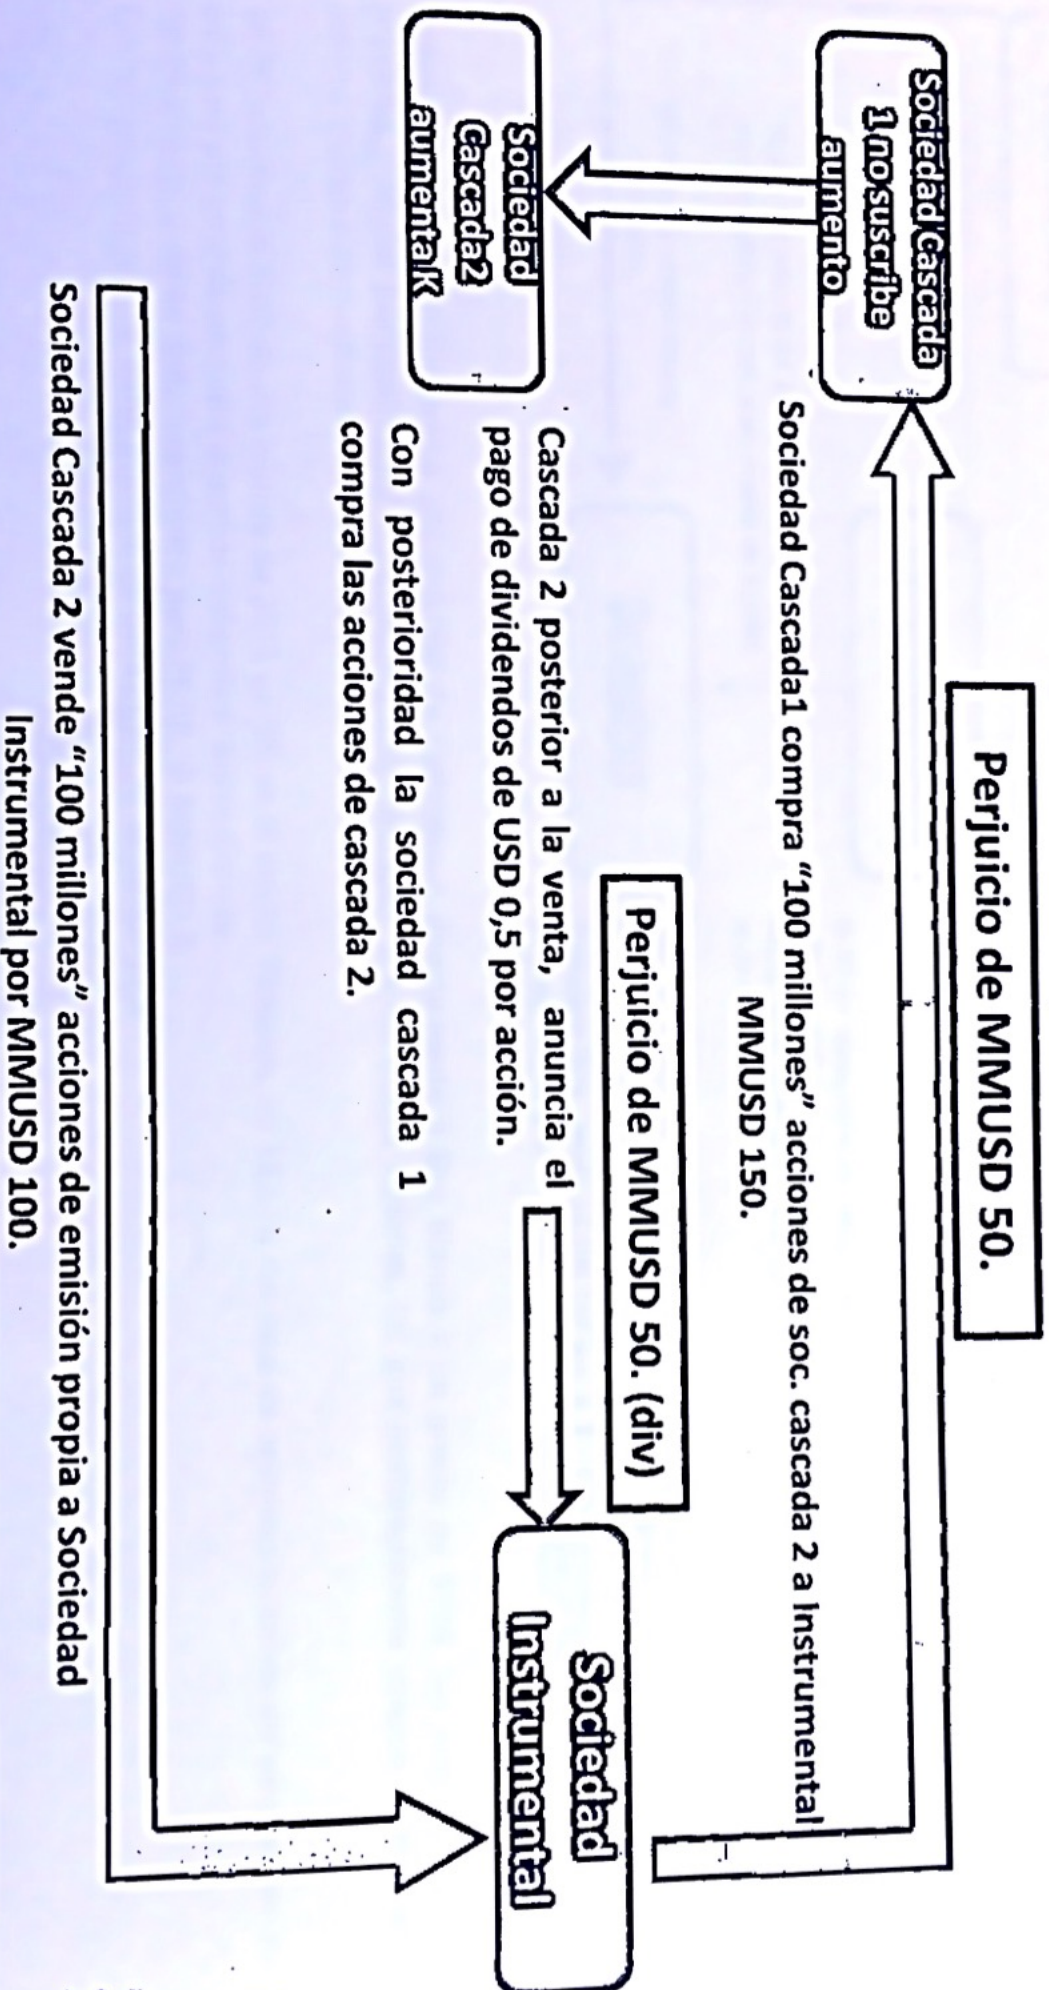 Perjuicio de MMUSD 50.
Sociedad Cascada
1 no suscribe
aumento
Sociedad Cascada1 compra "100 millones" acciones de soc. cascada 2 a Instrumental
MMUSD 150.
Perjuicio de MMUSD 50. (div)
Sociedad
Cascada2
aumenta K
Cascada 2 posterior a la venta, anuncia el
pago de dividendos de USD 0,5 por acción.
Con posterioridad la sociedad cascada 1
compra las acciones de cascada 2.
Sociedad
Instrumental
Sociedad Cascada 2 vende "100 millones" acciones de emisión propia a Sociedad
Instrumental por MMUSD 100.